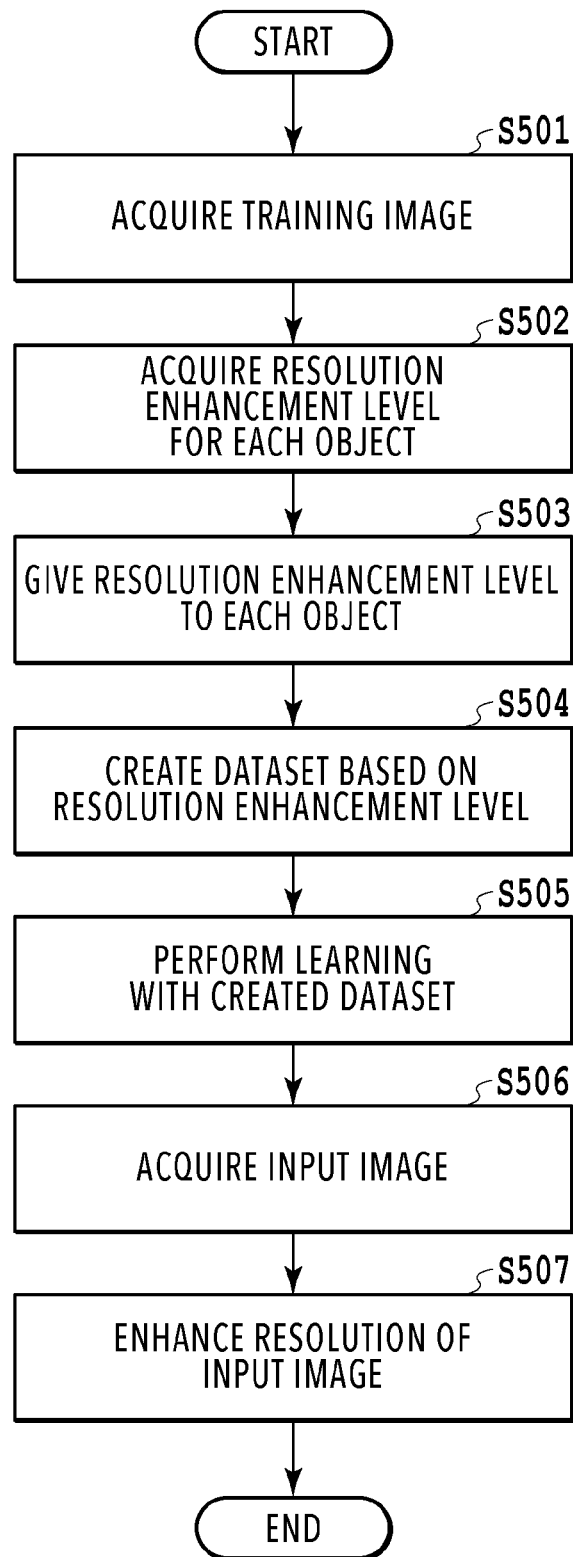 START
S501
ACQUIRE TRAINING IMAGE
S502
ACQUIRE RESOLUTION
ENHANCEMENT LEVEL
FOR EACH OBJECT
S503
GIVE RESOLUTION ENHANCEMENT LEVEL
TO EACH OBJECT
S504
CREATE DATASET BASED ON
RESOLUTION ENHANCEMENT LEVEL
S505
PERFORM LEARNING
WITH CREATED DATASET
S506
ACQUIRE INPUT IMAGE
S507
ENHANCE RESOLUTION OF
INPUT IMAGE
END